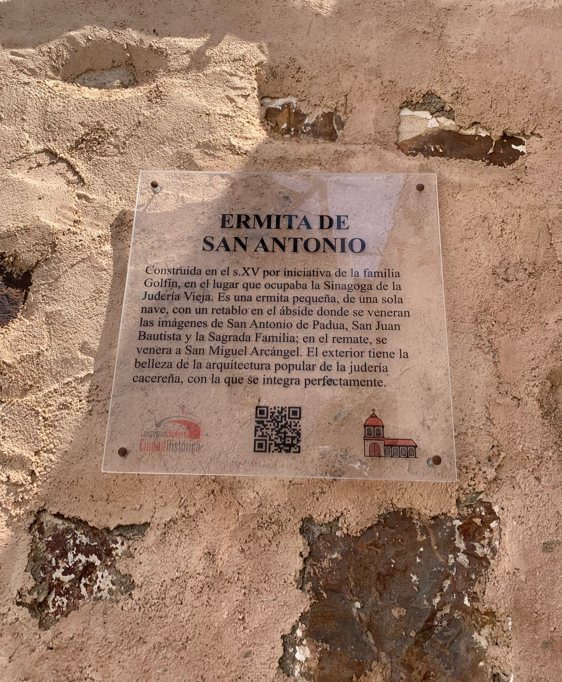 ERMITA DE
SAN ANTONIO
Construida en el s.XV por iniciativa de la familia
Golfín, en el lugar que ocupaba la Sinagoga de la
Judería Vieja. Es una ermita pequeña, de una sola
nave, con un retablo en el ábside donde se veneran
las imágenes de San Antonio de Padua, San Juan
Bautista y la Sagrada Familia; en el remate, se
venera a San Miguel Arcángel. El exterior tiene la
belleza de la arquitectura popular de la judería
cacereña, con la que se integra perfectamente.